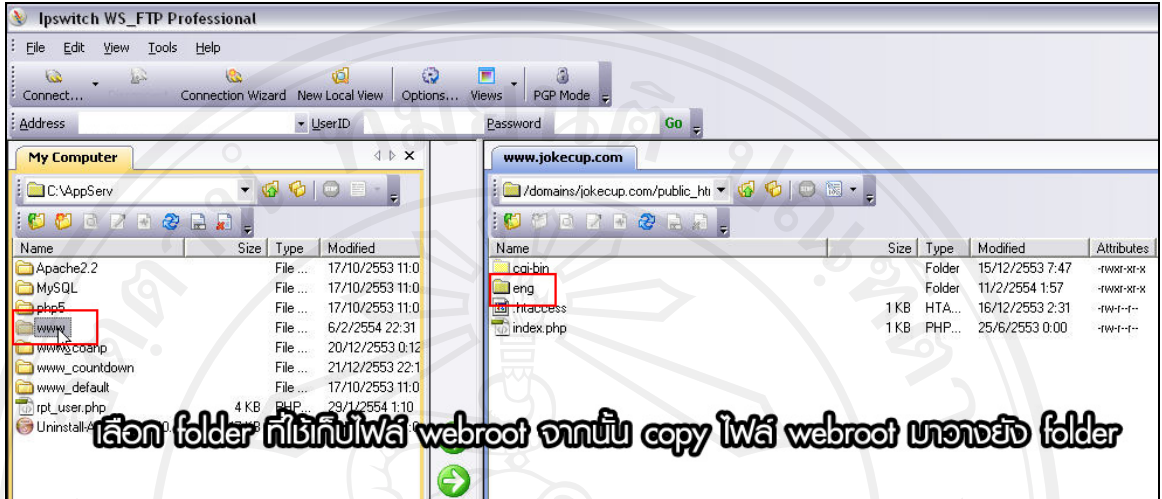 Ipswitch WS_FTP Professional
File Edit View Tools Help
Connect... Connection Wizard New Local View Options... Views PGP Mode
Address UserID Password Go
My Computer
www.jokecup.com
C:\AppServ
/domains/jokecup.com/public_ht
Name Size Type Modified
Apache2.2 File ... 17/10/2553 11:0
MySQL File ... 17/10/2553 11:0
php5 File ... 17/10/2553 11:0
www File ... 6/2/2554 22:31
www_coanp File ... 20/12/2553 0:12
www_countdown File ... 21/12/2553 22:1
www_default File ... 17/10/2553 11:0
rpt_user.php 4 KB PHP... 29/1/2554 1:10
Uninstall-A
Name Size Type Modified Attributes
cgi-bin Folder 15/12/2553 7:47 -rwxr-xr-x
eng Folder 11/2/2554 1:57 -rwxr-xr-x
.htaccess 1 KB HTA... 16/12/2553 2:31 -rw-r--r--
index.php 1 KB PHP... 25/6/2553 0:00 -rw-r--r--
เลือก folder ที่ใช้เก็บไฟล์ webroot จากนั้น copy ไฟล์ webroot มาวางยัง folder